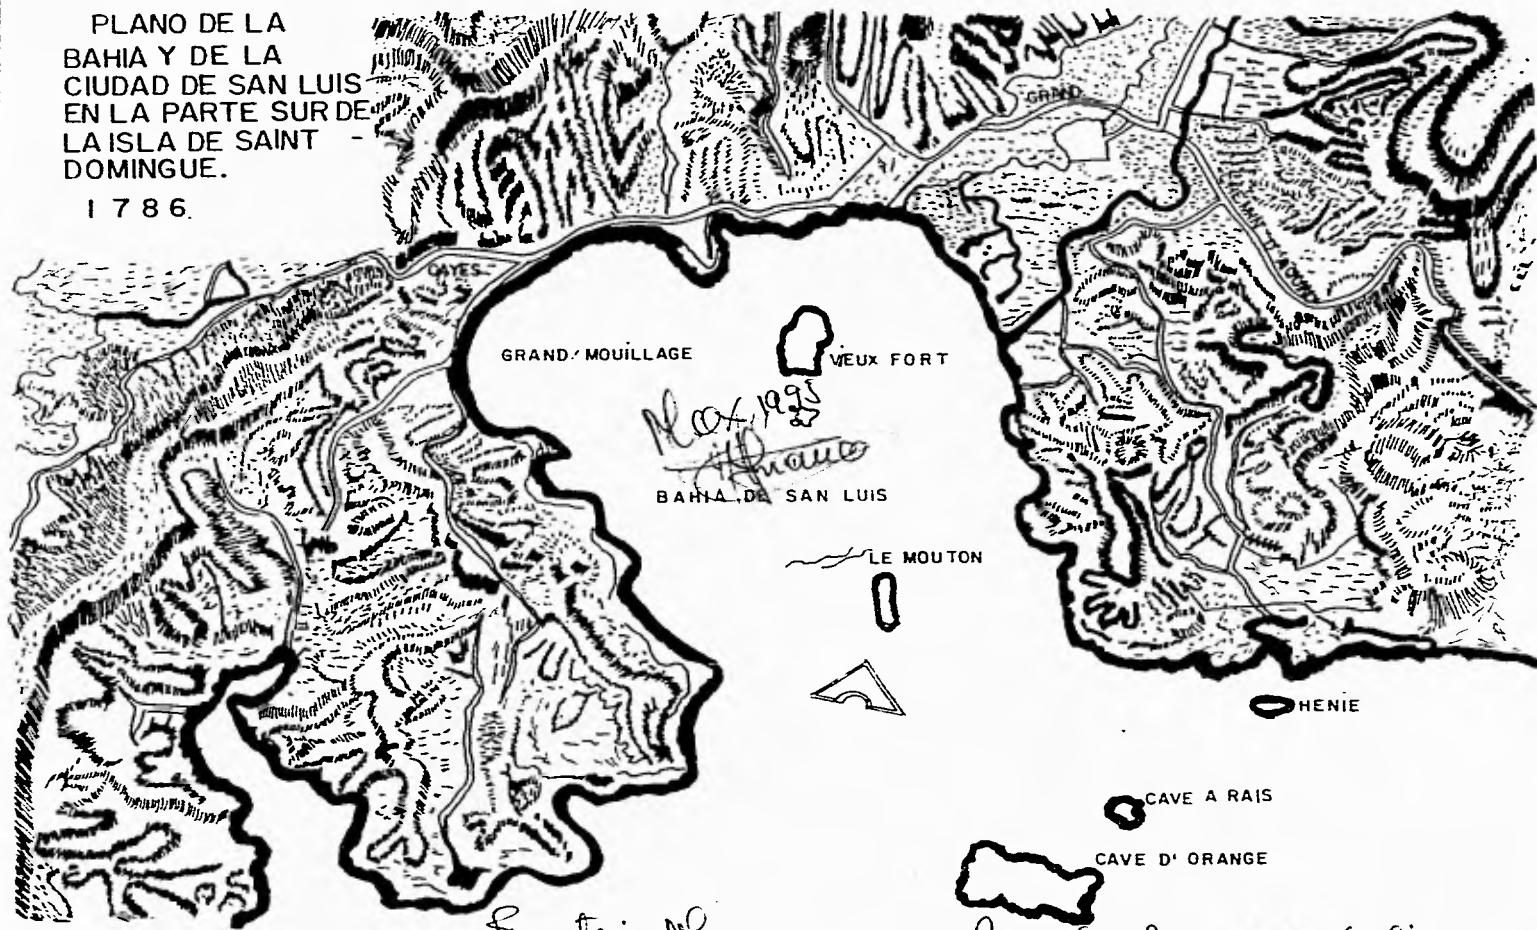 PLANO DE LA
BAHIA Y DE LA
CIUDAD DE SAN LUIS
EN LA PARTE SUR DE
LA ISLA DE SAINT -
DOMINGUE.
1786.
GRAND
CAYES
GRAND MOUILLAGE
VIEUX FORT
1995
BAHIA DE SAN LUIS
LE MOUTON
HENIE
CAVE A RAIS
CAVE D' ORANGE